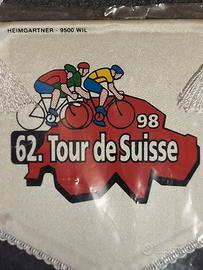 HEIMGARTNER - 9500 WIL
98
62. Tour de Suisse